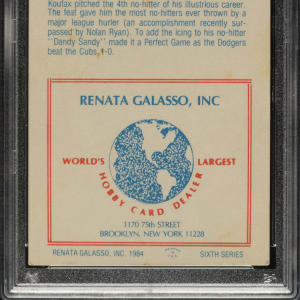 Koufax pitched the 4th no-hitter of his illustrious career.
The feat gave him the most no-hitters ever thrown by a
major league hurler (an accomplishment recently sur-
passed by Nolan Ryan). To add the icing to his no-hitter
"Dandy Sandy" made it a Perfect Game as the Dodgers
beat the Cubs, 1-0.
RENATA GALASSO, INC
WORLD'S LARGEST
HOBBY CARD DEALER
1170 75th STREET
BROOKLYN, NEW YORK 11228
RENATA GALASSO, INC. 1984 SIXTH SERIES